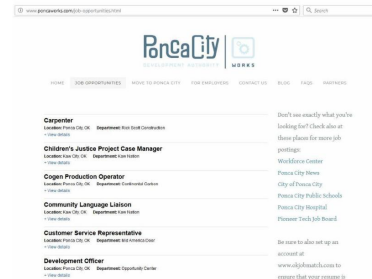 www.poncaworks.com/job-opportunities/html
Search
PoncaCity
DEVELOPMENT AUTHORITY
WORKS
HOME JOB OPPORTUNITIES MOVE TO PONCA CITY FOR EMPLOYERS CONTACT US BLOG FAQS PARTNERS
Carpenter
Location: Ponca City, OK Department: Rick Scott Construction
+ View details
Children's Justice Project Case Manager
Location: Kaw City, OK Department: Kaw Nation
+ View details
Cogen Production Operator
Location: Ponca City, OK Department: Continental Carbon
+ View details
Community Language Liaison
Location: Kaw City, OK Department: Kaw Nation
+ View details
Customer Service Representative
Location: Ponca City, OK Department: Mid America Door
+ View details
Development Officer
Location: Ponca City, OK Department: Opportunity Center
+ View details
Don't see exactly what you're
looking for? Check also at
these places for more job
postings:
Workforce Center
Ponca City News
City of Ponca City
Ponca City Public Schools
Ponca City Hospital
Pioneer Tech Job Board
Be sure to also set up an
account at
www.okjobmatch.com to
ensure that your resume is